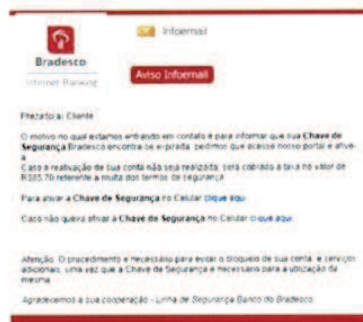 Infoemail
Bradesco
Internet Banking
Aviso Infoemail
Prezado(a) Cliente
O motivo no qual estamos entrando em contato é para informar que sua Chave de
Segurança Bradesco encontra-se expirada, pedimos que acesse nosso portal e ative-
a.
Caso a reativação de sua conta não seja realizada, será cobrado a taxa no valor de
R$85,70 referente a multa dos termos de segurança.
Para ativar a Chave de Segurança no Celular clique aqui.
Caso não queira ativar a Chave de Segurança no Celular clique aqui.
Atenção: O procedimento é necessário para evitar o bloqueio de sua conta, e serviços
adicionais, uma vez que a Chave de Segurança é necessário para a utilização da
mesma.
Agradecemos a sua cooperação - Linha de Segurança Banco do Bradesco.